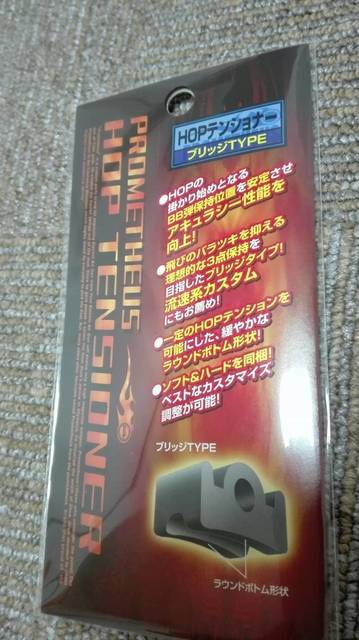 HOPテンショナー
ブリッジTYPE
PROMETHEUS
HOP TENSIONER
●HOPの
掛かり始めとなる
BB弾保持位置を安定させ
アキュラシー性能を
向上!
●飛びのバラツキを抑える
理想的な3点保持を
目指したブリッジタイプ!
流速系カスタム
にもお薦め!
●一定のHOPテンションを
可能にした、緩やかな
ラウンドボトム形状!
●ソフト&ハードを同梱!
ベストなカスタマイズ
調整が可能!
ブリッジTYPE
ラウンドボトム形状